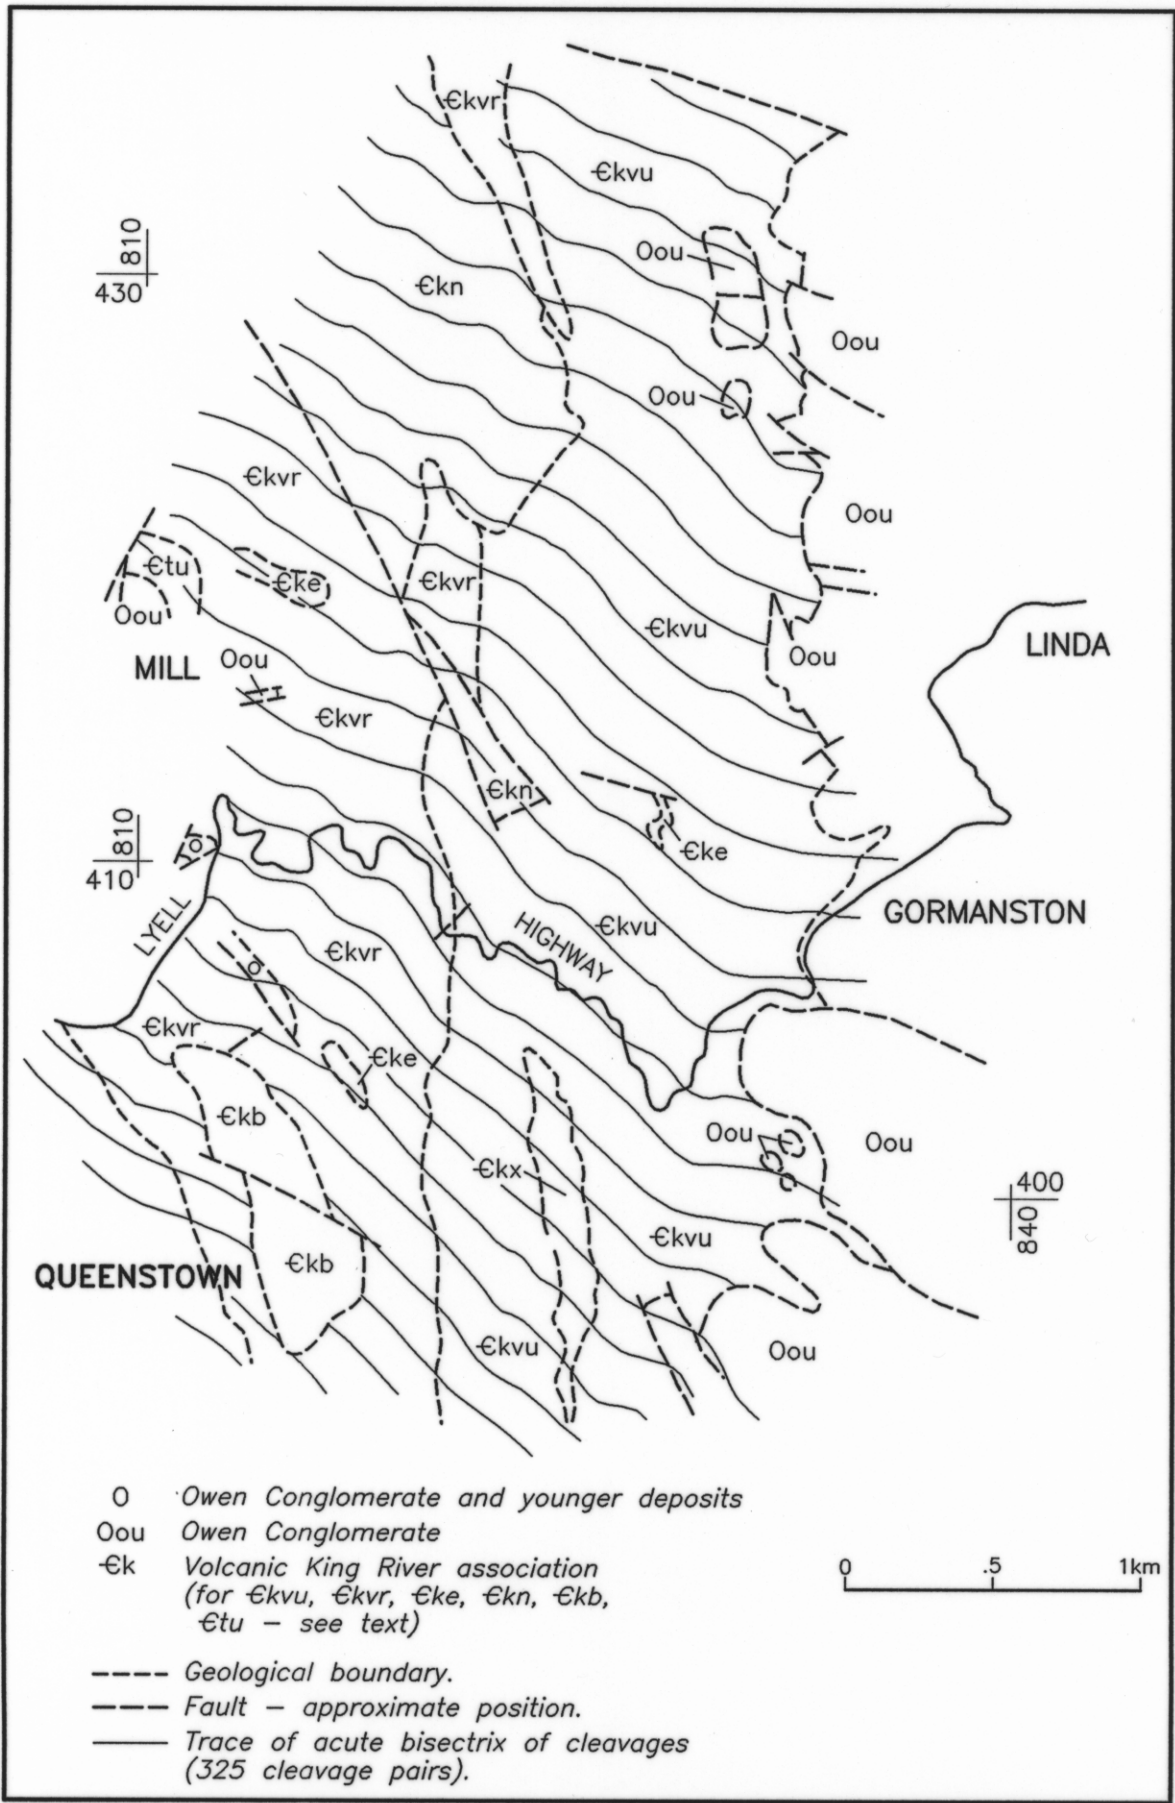 Ꞓkvr
Ꞓkvu
810
430
Oou
Ꞓkn
Oou
Oou
Ꞓkvr
Oou
Ꞓtu
Ꞓke
Ꞓkvr
Oou
Ꞓkvu
Oou
LINDA
MILL
Oou
Ꞓkvr
Ꞓkn
810
410
O
Ꞓke
LYELL
HIGHWAY
GORMANSTON
Ꞓkvu
Ꞓkvr
O
Ꞓkvr
Ꞓke
Ꞓkb
Oou
Oou
Ꞓkx
400
840
Ꞓkvu
QUEENSTOWN
Ꞓkb
Ꞓkvu
Oou
O Owen Conglomerate and younger deposits
Oou Owen Conglomerate
Ꞓk Volcanic King River association
(for Ꞓkvu, Ꞓkvr, Ꞓke, Ꞓkn, Ꞓkb,
Ꞓtu – see text)
0 .5 1km
Geological boundary.
Fault – approximate position.
Trace of acute bisectrix of cleavages
(325 cleavage pairs).